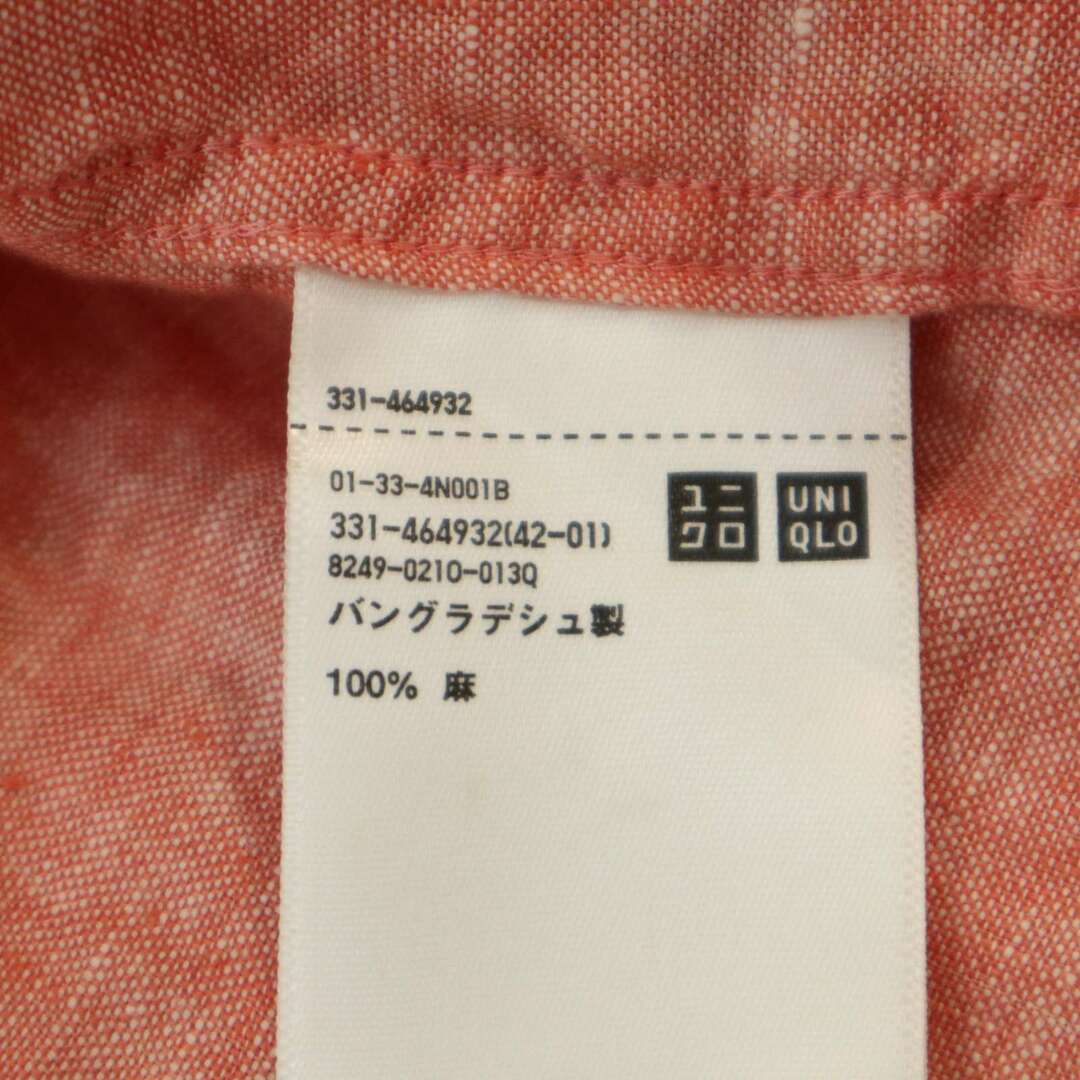 331-464932
01-33-4N001B
331-464932(42-01)
8249-0210-013Q
バングラデシュ製
100% 麻
ユニ
クロ
UNI
QLO